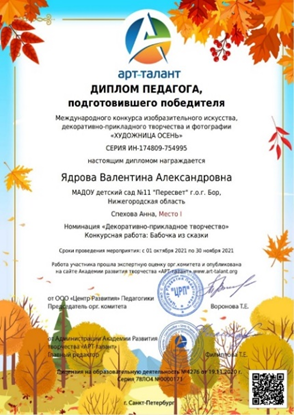 арт-талант
ДИПЛОМ ПЕДАГОГА,
подготовившего победителя
Международного конкурса изобразительного искусства,
декоративно-прикладного творчества и фотографии
«ХУДОЖНИЦА ОСЕНЬ»
СЕРИЯ ИН-174809-754995
настоящим дипломом награждается
Ядрова Валентина Александровна
МАДОУ детский сад №11 "Пересвет" г.о.г. Бор,
Нижегородская область
Спехова Анна, Место I
Номинация «Декоративно-прикладное творчество»
Конкурсная работа: Бабочка из сказки
Сроки проведения мероприятия: с 01 октября 2021 по 30 ноября 2021
Работа участника прошла экспертную оценку орг.комитета и опубликована
на сайте Академии развития творчества «АРТ-талант» www.art-talant.org
от ООО «Центр Развития Педагогики
Председатель орг. комитета
Воронова Т.Е.
от Администрации Академии Развития
творчества «АРТ-талант»
Главный редактор
Т.Е.
Лицензия на образовательную деятельность №4276 от 19.11.2020 г.
Серия 78ЛО4 №0000171
г. Санкт-Петербург